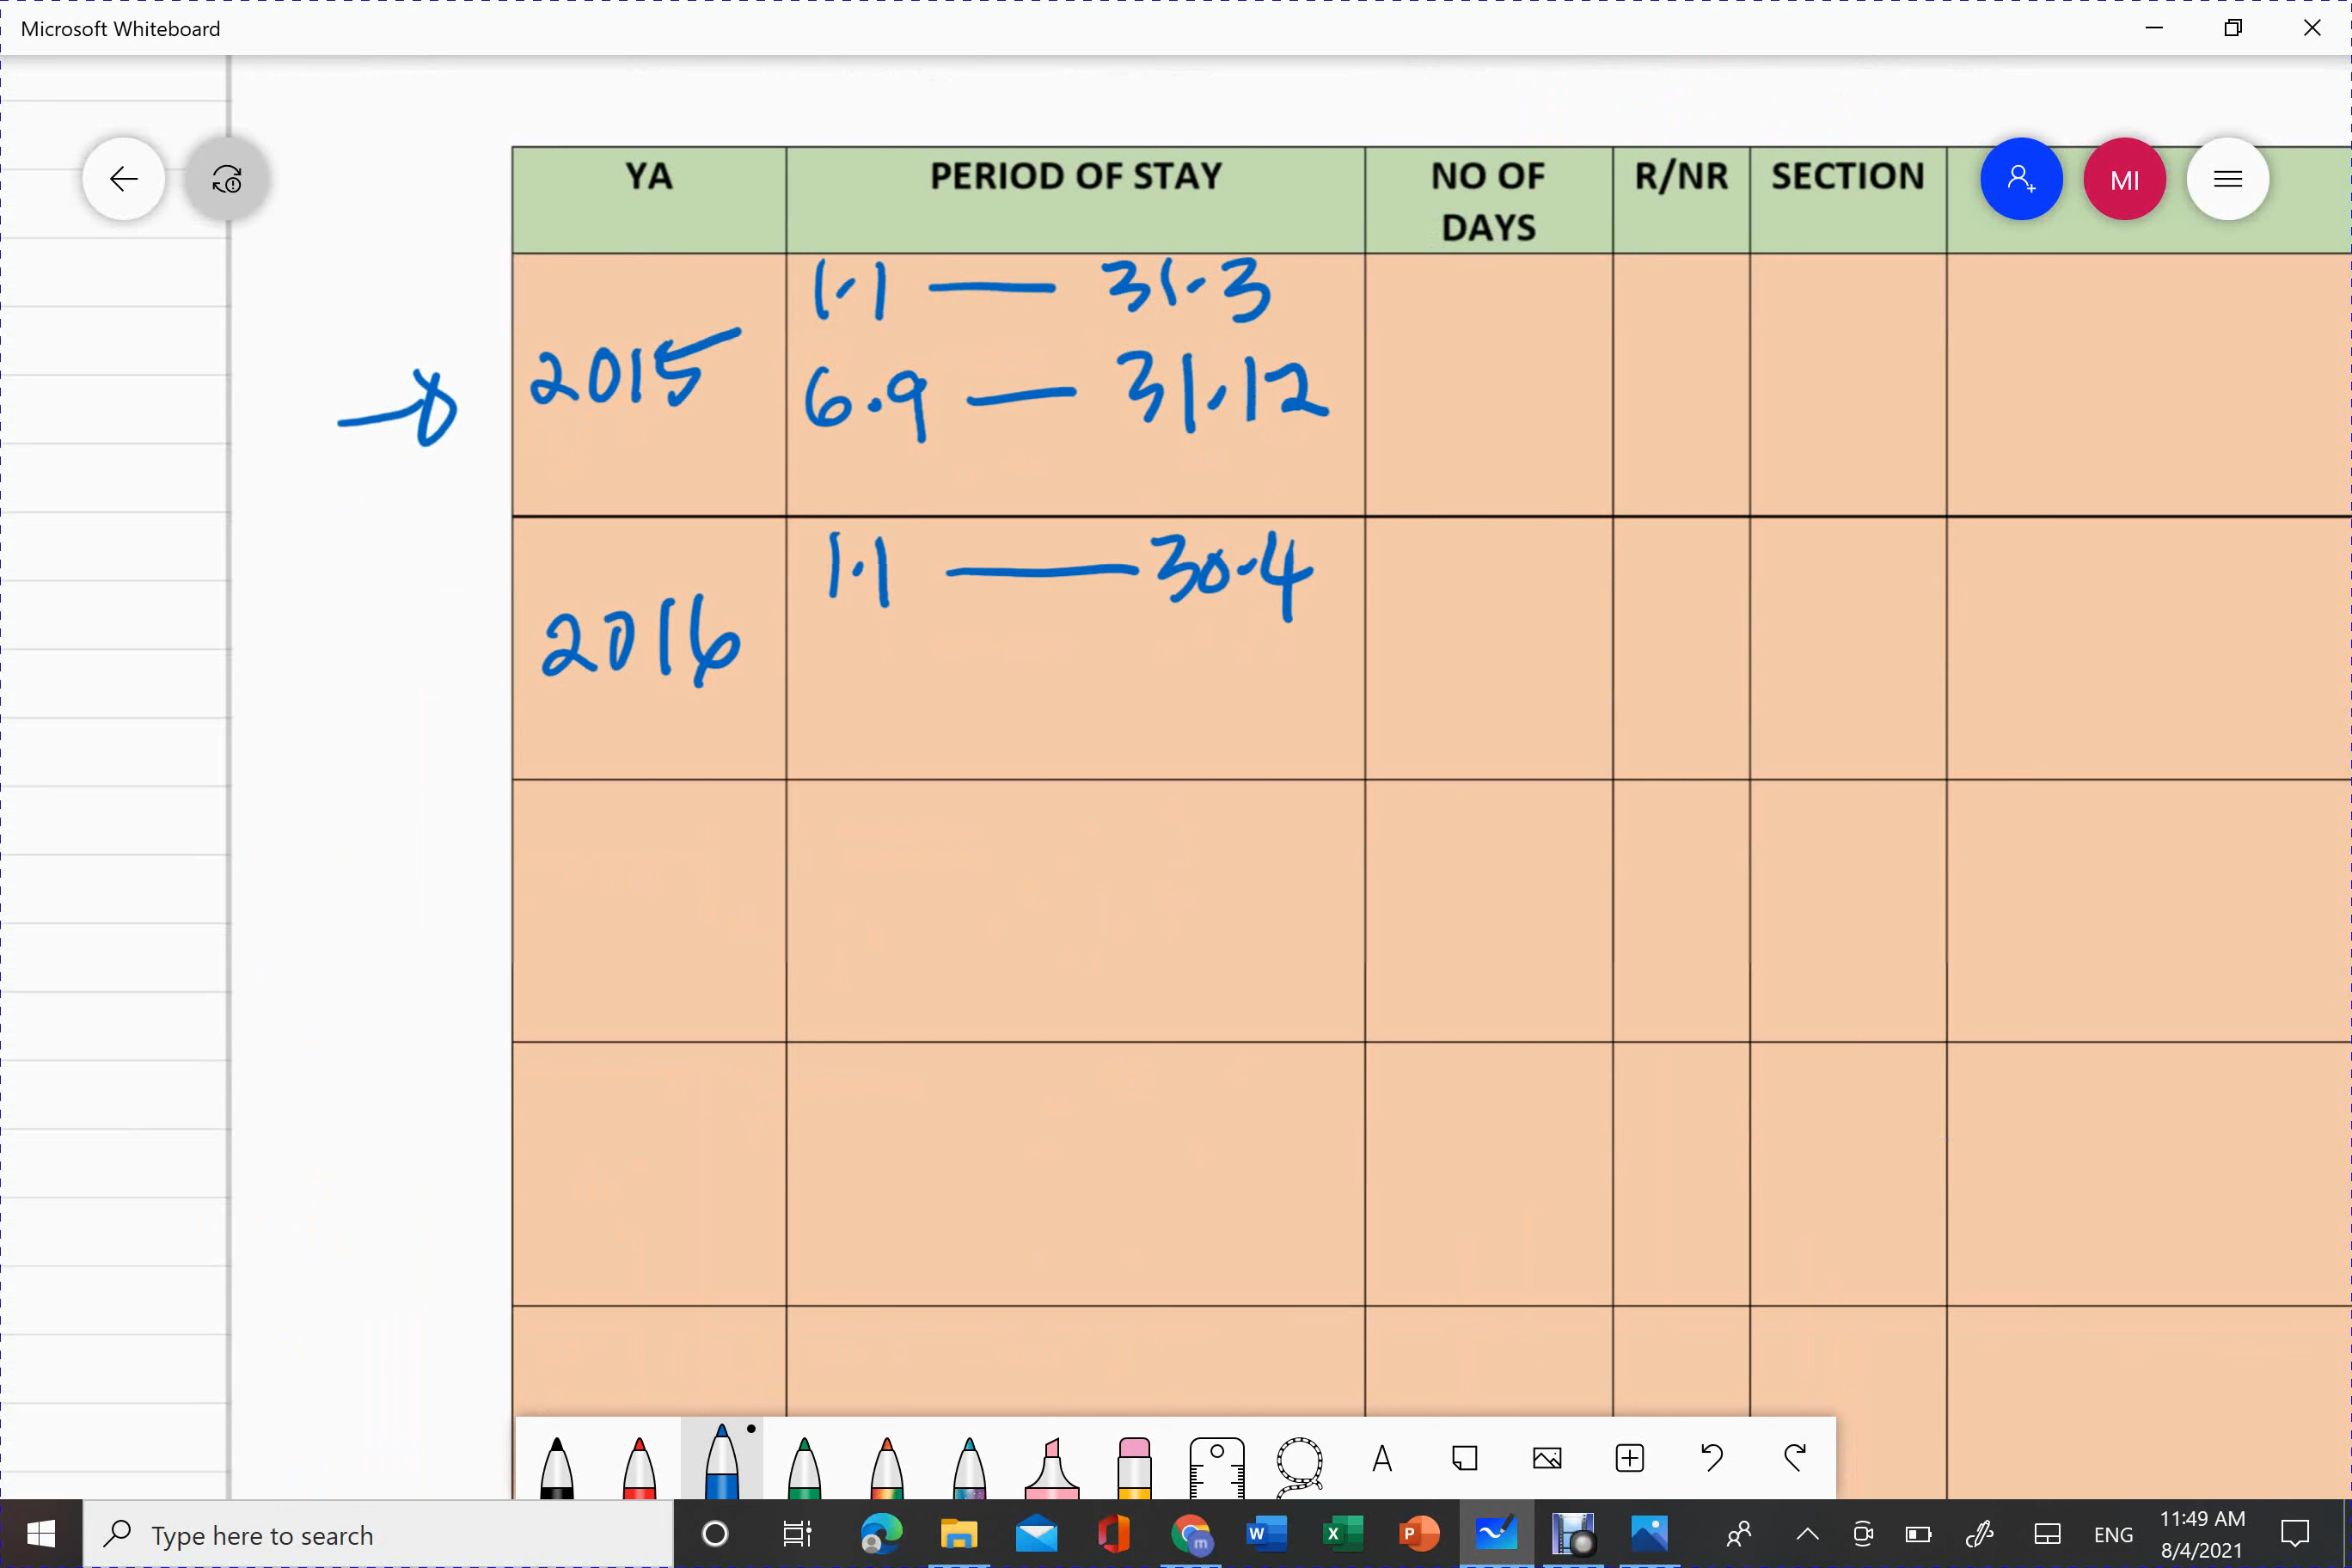 Microsoft Whiteboard
YA PERIOD OF STAY NO OF DAYS R/NR SECTION
MI
2015
1.1 — 31.3
6.9 — 31.12
2016
1.1 — 30.4
A
Type here to search
ENG
11:49 AM
8/4/2021